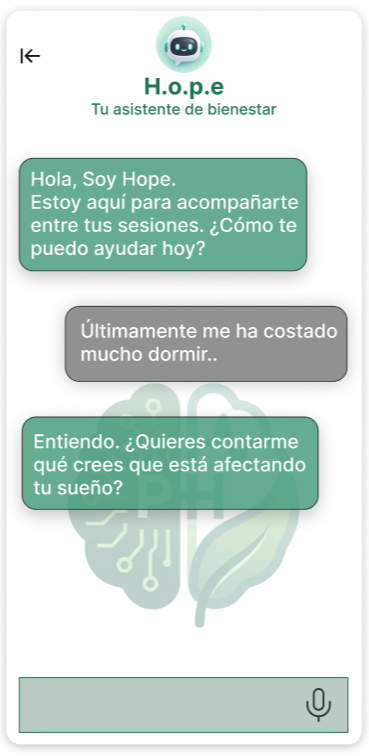 H.o.p.e
Tu asistente de bienestar
Hola, Soy Hope.
Estoy aquí para acompañarte
entre tus sesiones. ¿Cómo te
puedo ayudar hoy?
Últimamente me ha costado
mucho dormir..
Entiendo. ¿Quieres contarme
qué crees que está afectando
tu sueño?
PH